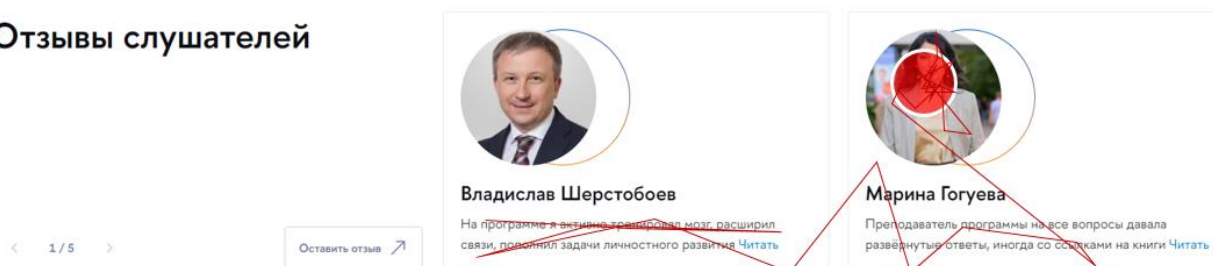 Отзывы слушателей
Владислав Шерстобоев
На программе я активно тренировал мозг, расширил
связи, пополнил задачи личностного развития Читать
Марина Гогуева
Преподаватель программы на все вопросы давала
развёрнутые ответы, иногда со ссылками на книги Читать
< 1/5 >
Оставить отзыв